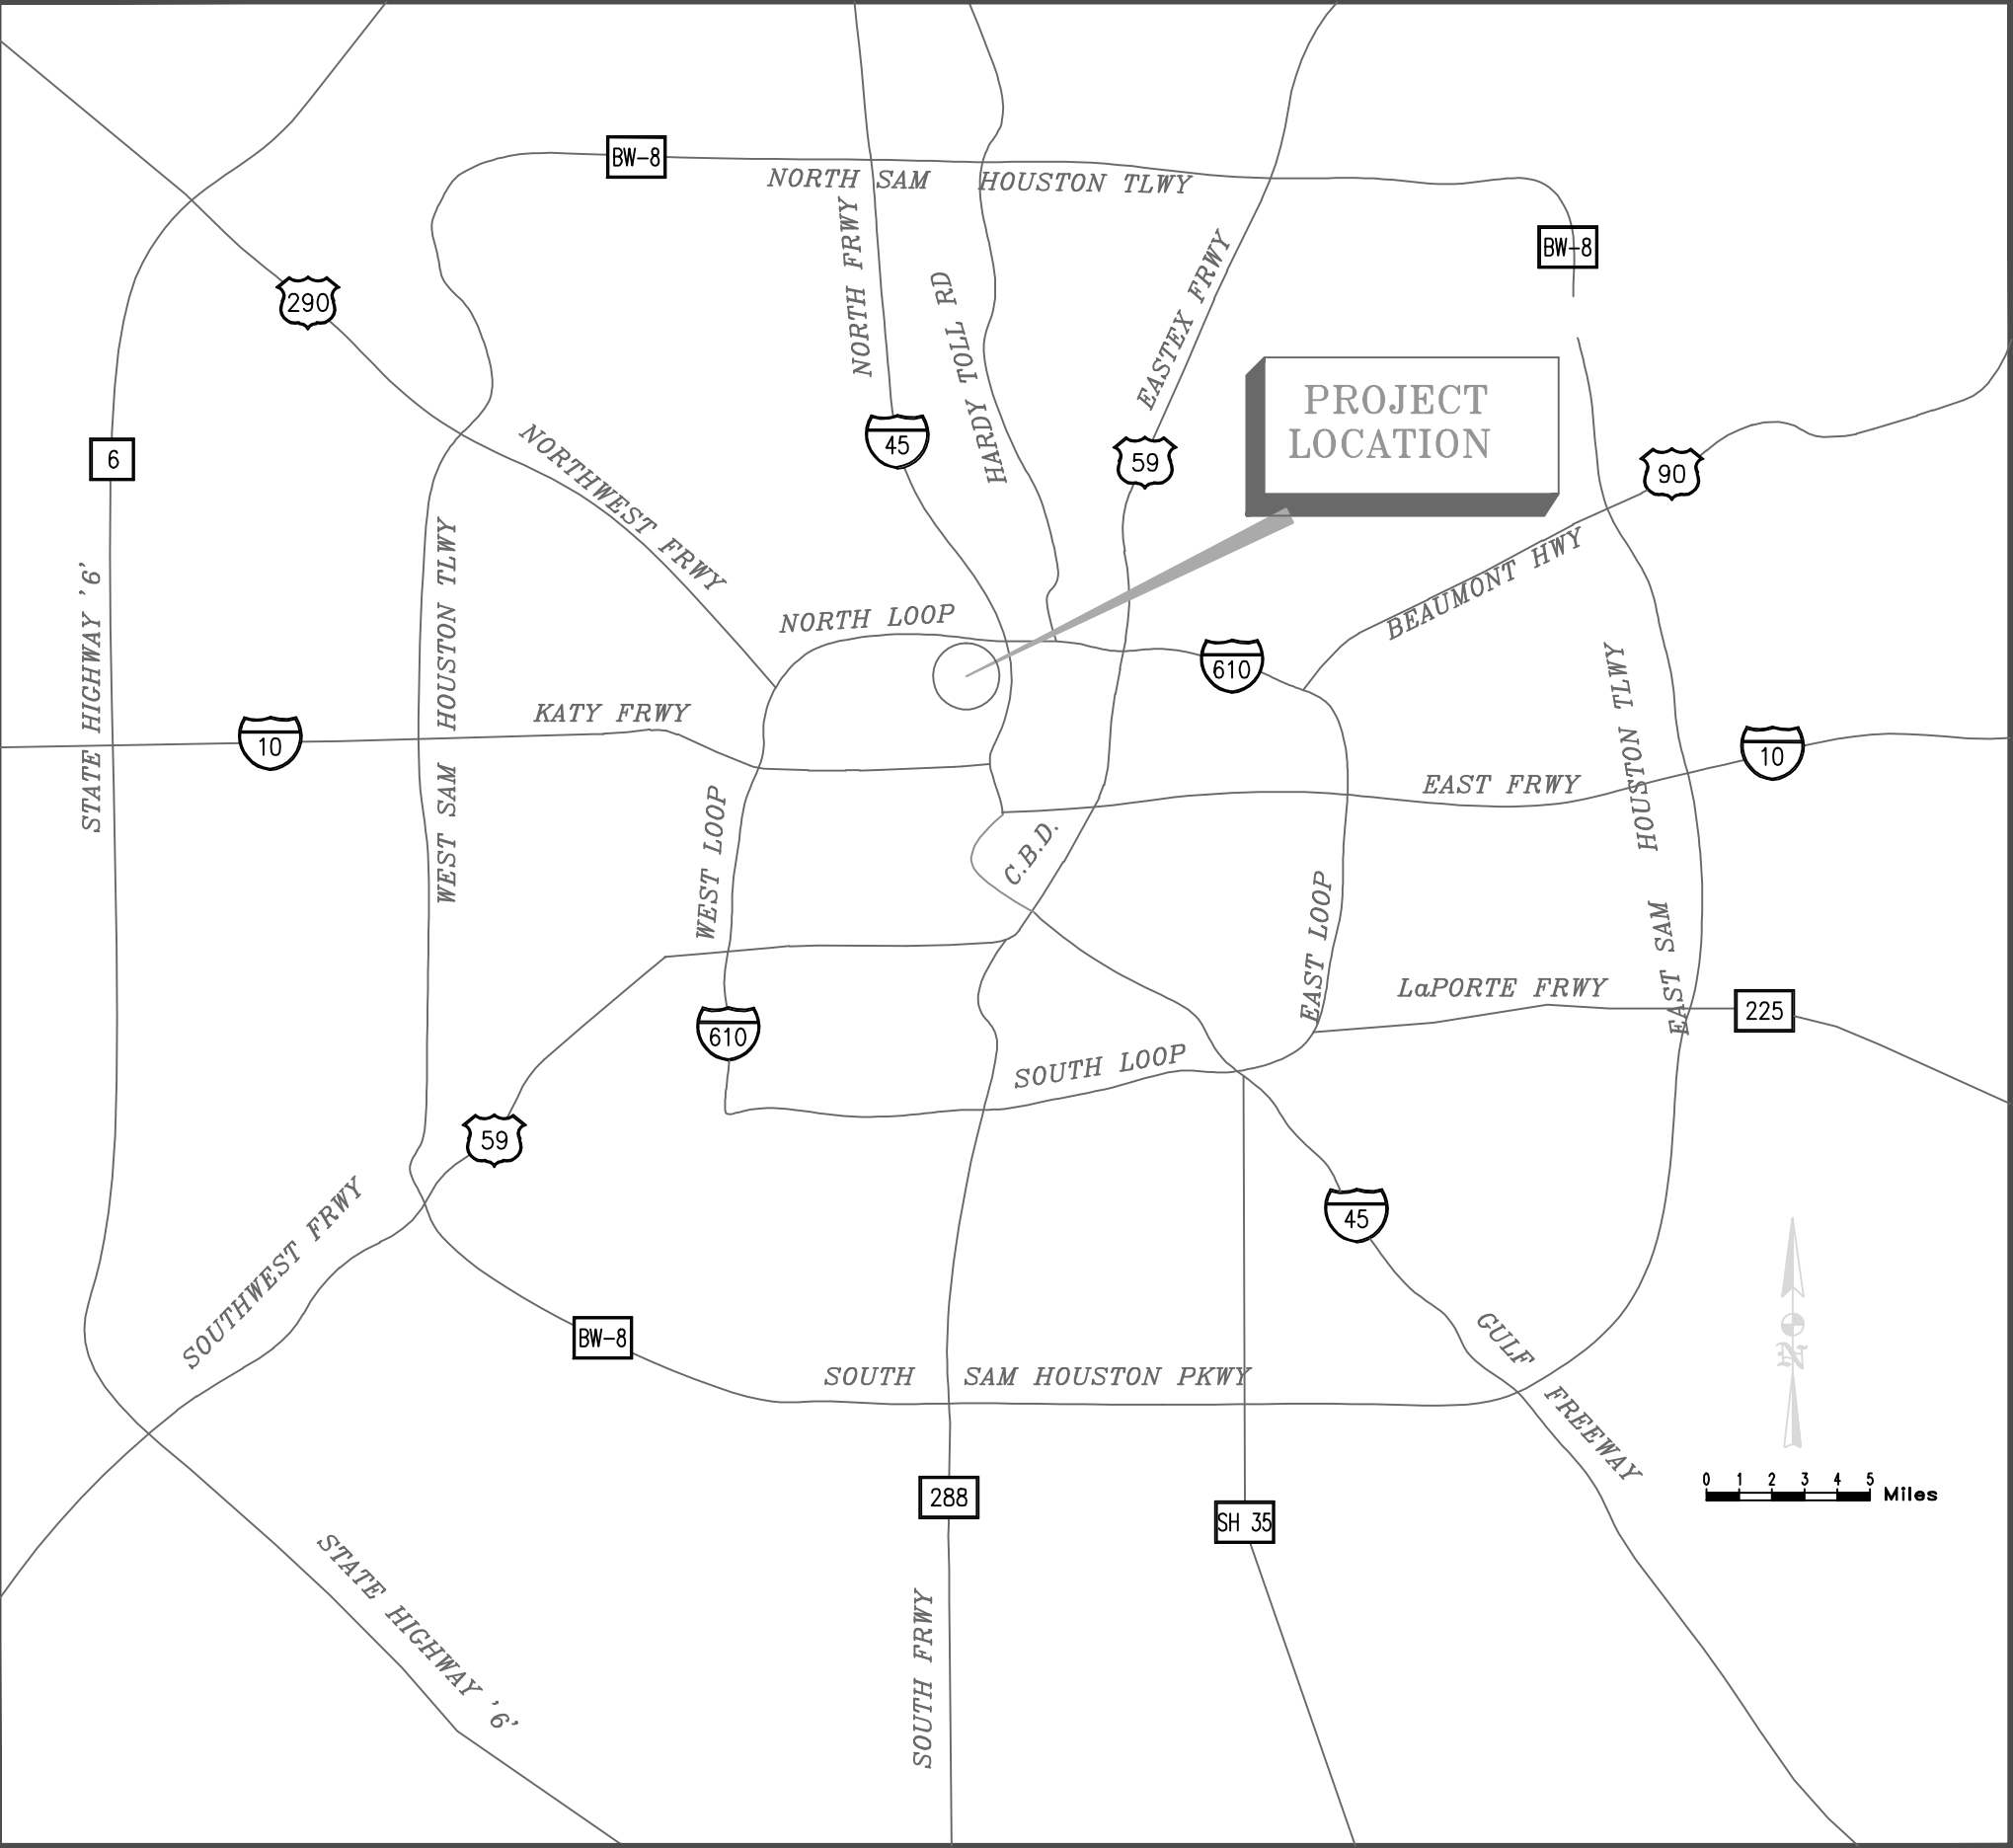 BW-8
NORTH SAM HOUSTON TLWY
BW-8
290
NORTH FRWY
HARDY TOLL RD
EASTEX FRWY
PROJECT
LOCATION
6
45
59
90
NORTHWEST FRWY
WEST SAM HOUSTON TLWY
STATE HIGHWAY '6'
BEAUMONT HWY
NORTH LOOP
610
KATY FRWY
10
10
EAST FRWY
EAST SAM HOUSTON TLWY
WEST LOOP
C.B.D.
EAST LOOP
LaPORTE FRWY
225
610
SOUTH LOOP
59
45
SOUTHWEST FRWY
BW-8
SOUTH SAM HOUSTON PKWY
GULF FREEWAY
N
288
SH 35
0 1 2 3 4 5 Miles
STATE HIGHWAY '6'
SOUTH FRWY